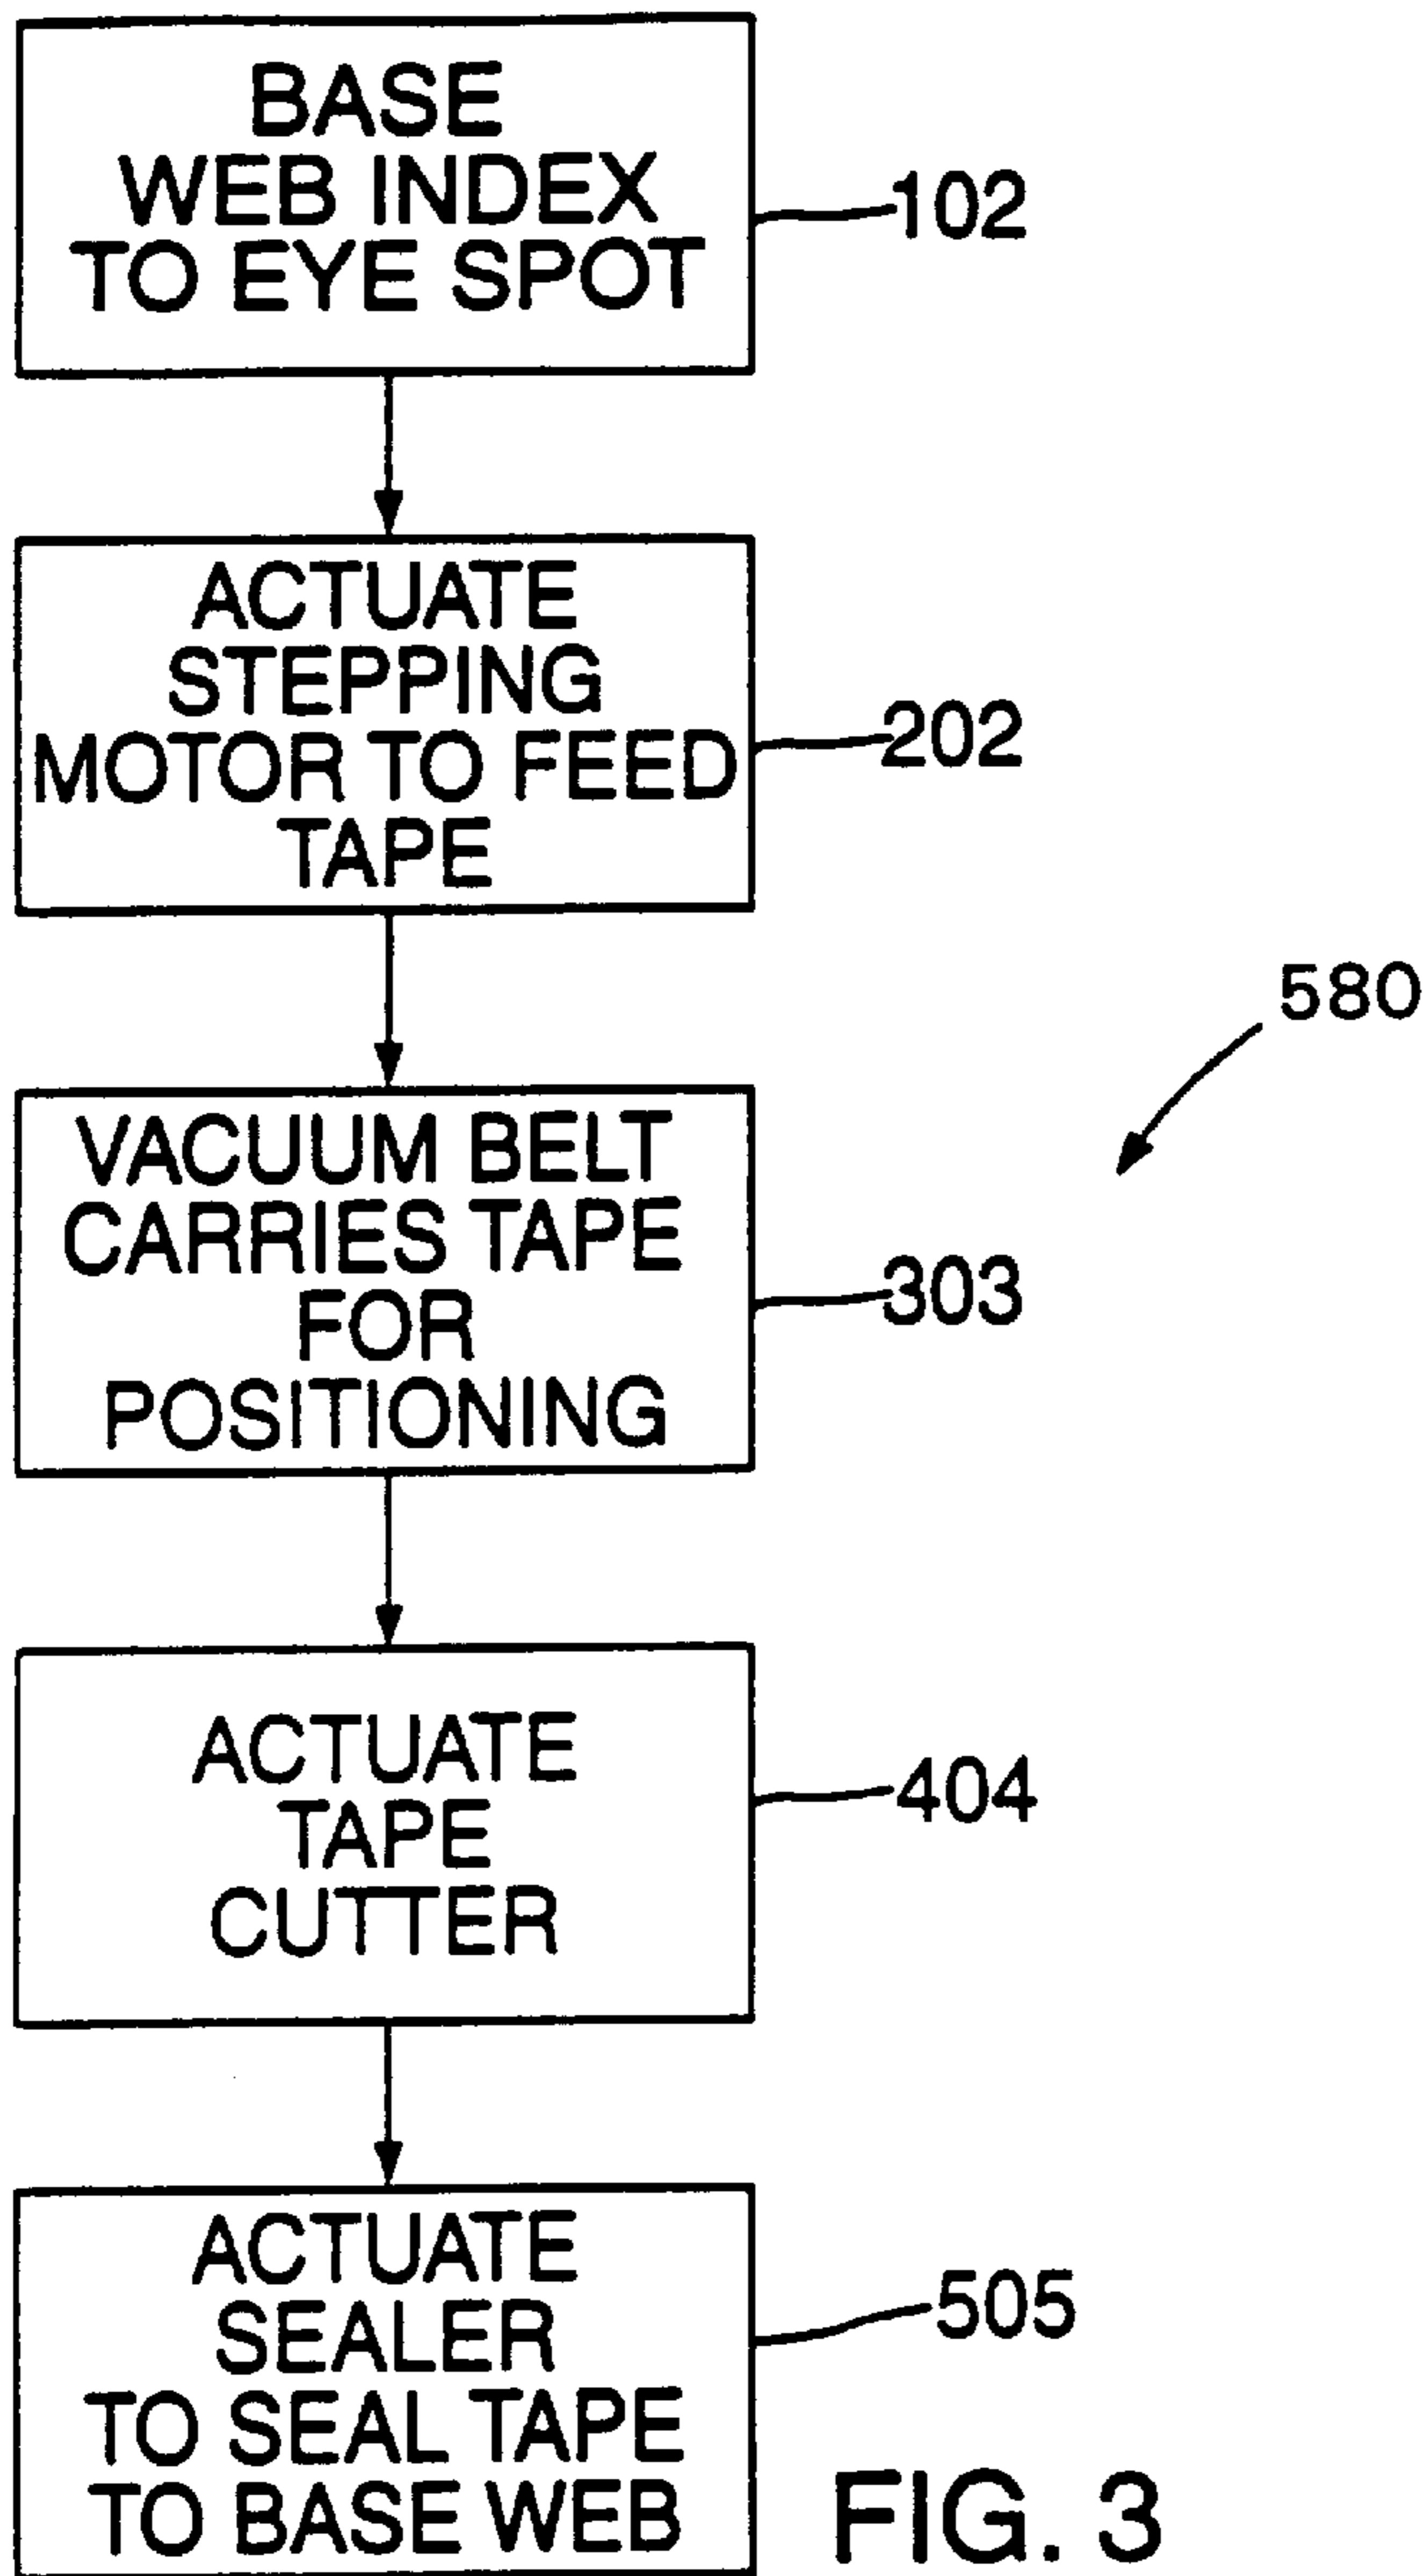 BASE
WEB INDEX
TO EYE SPOT
102
ACTUATE
STEPPING
MOTOR TO FEED
TAPE
202
580
VACUUM BELT
CARRIES TAPE
FOR
POSITIONING
303
ACTUATE
TAPE
CUTTER
404
ACTUATE
SEALER
TO SEAL TAPE
TO BASE WEB
505
FIG. 3